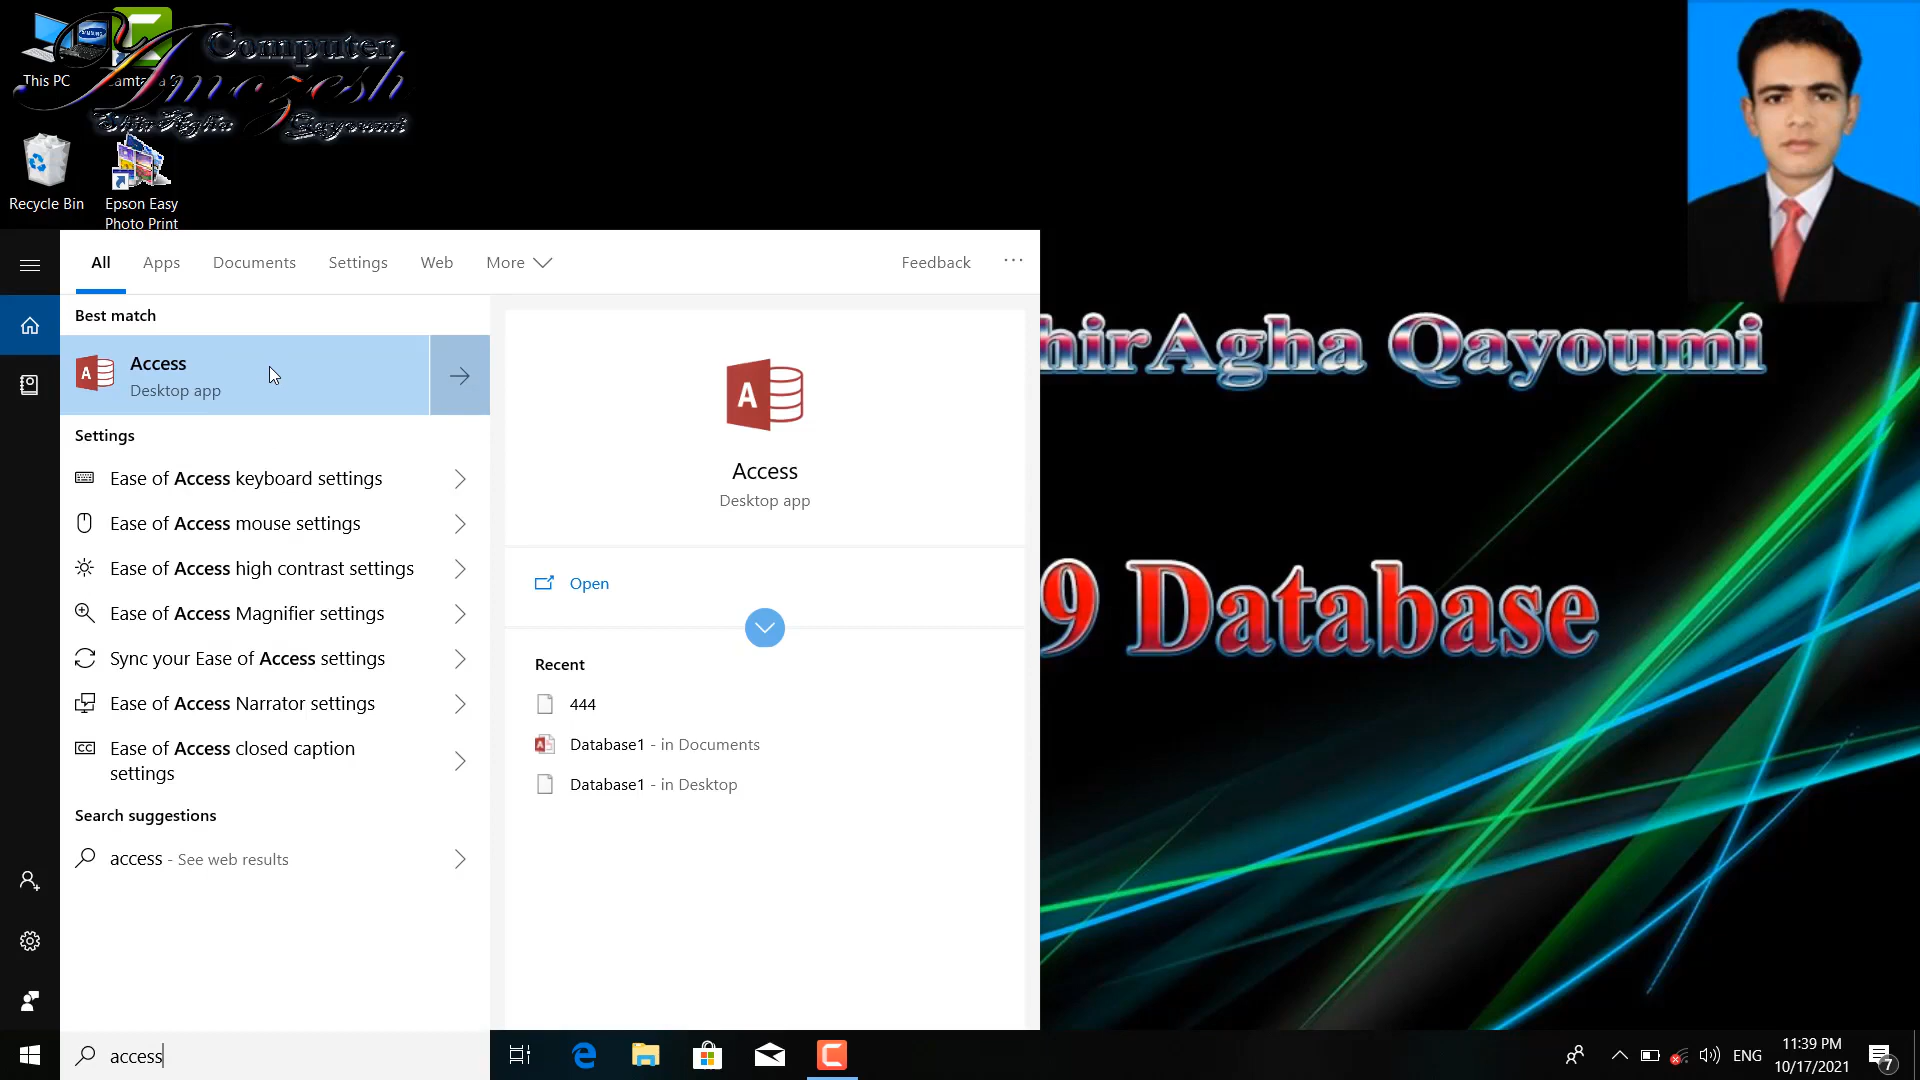 Computer
Amozesh
ShirAgha Qayoumi
This PC
Recycle Bin
Epson Easy
Photo Print
All
Apps
Documents
Settings
Web
More
Feedback
Best match
Access
Desktop app
Settings
Ease of Access keyboard settings
Ease of Access mouse settings
Ease of Access high contrast settings
Ease of Access Magnifier settings
Sync your Ease of Access settings
Ease of Access Narrator settings
Ease of Access closed caption
settings
Search suggestions
access - See web results
access
A
Access
Desktop app
Open
Recent
444
Database1 - in Documents
Database1 - in Desktop
hirAgha Qayoumi
9 Database
ENG
11:39 PM
10/17/2021
7